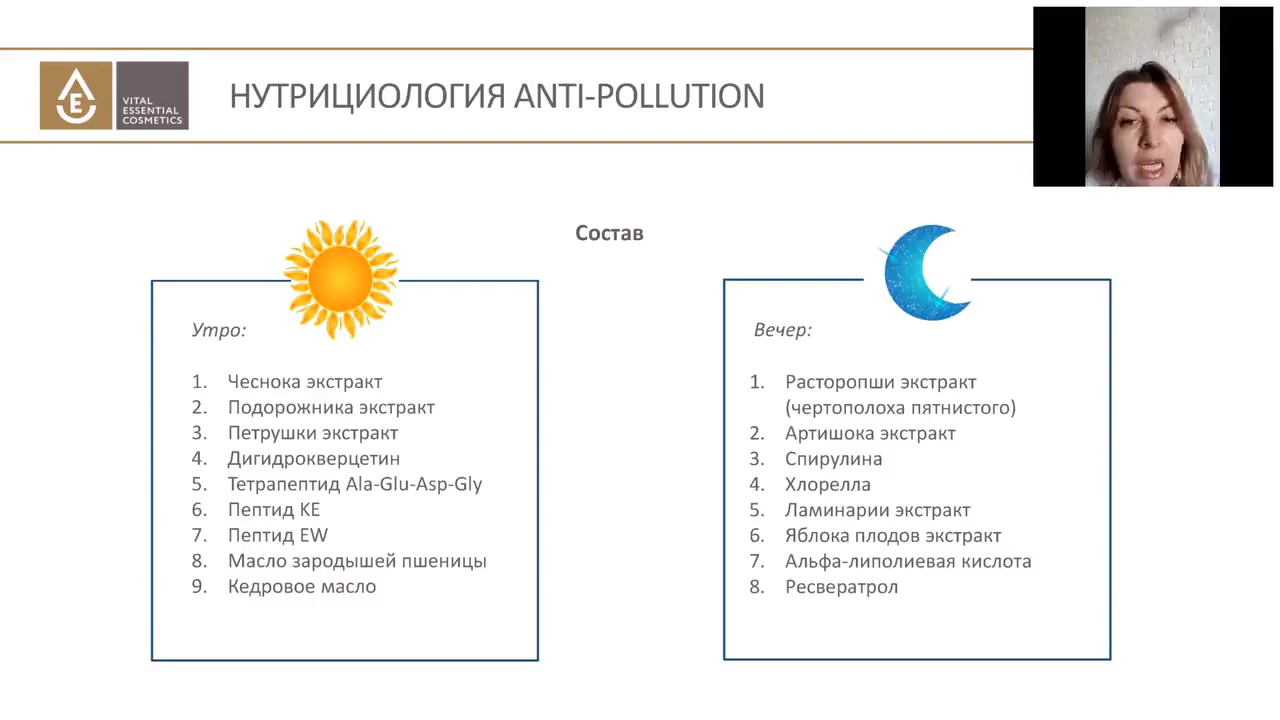 VITAL
ESSENTIAL
COSMETICS
НУТРИЦИОЛОГИЯ ANTI-POLLUTION
Состав
Утро:
1. Чеснока экстракт
2. Подорожника экстракт
3. Петрушки экстракт
4. Дигидрокверцетин
5. Тетрапептид Ala-Glu-Asp-Gly
6. Пептид KE
7. Пептид EW
8. Масло зародышей пшеницы
9. Кедровое масло
Вечер:
1. Расторопши экстракт
(чертополоха пятнистого)
2. Артишока экстракт
3. Спирулина
4. Хлорелла
5. Ламинарии экстракт
6. Яблока плодов экстракт
7. Альфа-липолиевая кислота
8. Ресвератрол